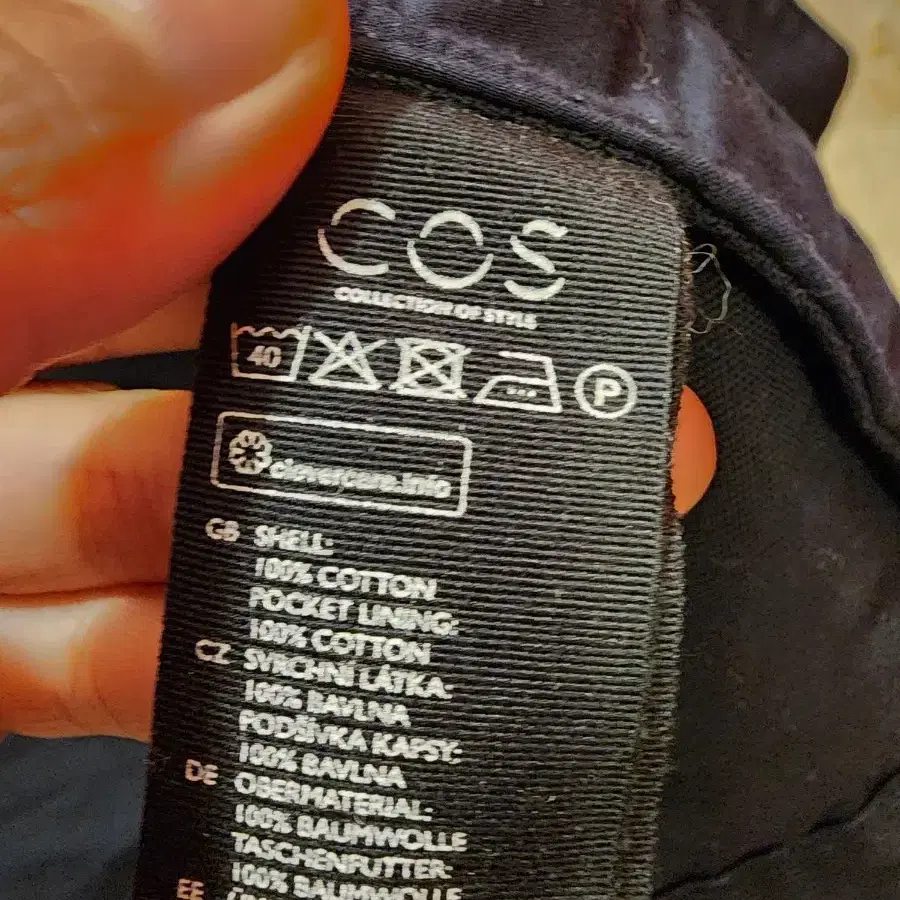 COS
COLLECTION OF STYLE
40
P
clevercare.info
GB SHELL:
100% COTTON
POCKET LINING:
100% COTTON
CZ SVRCHNÍ LÁTKA:
100% BAVLNA
PODŠÍVKA KAPSY:
100% BAVLNA
DE OBERMATERIAL:
100% BAUMWOLLE
TASCHENFUTTER:
100% BAUMWOLLE
EE